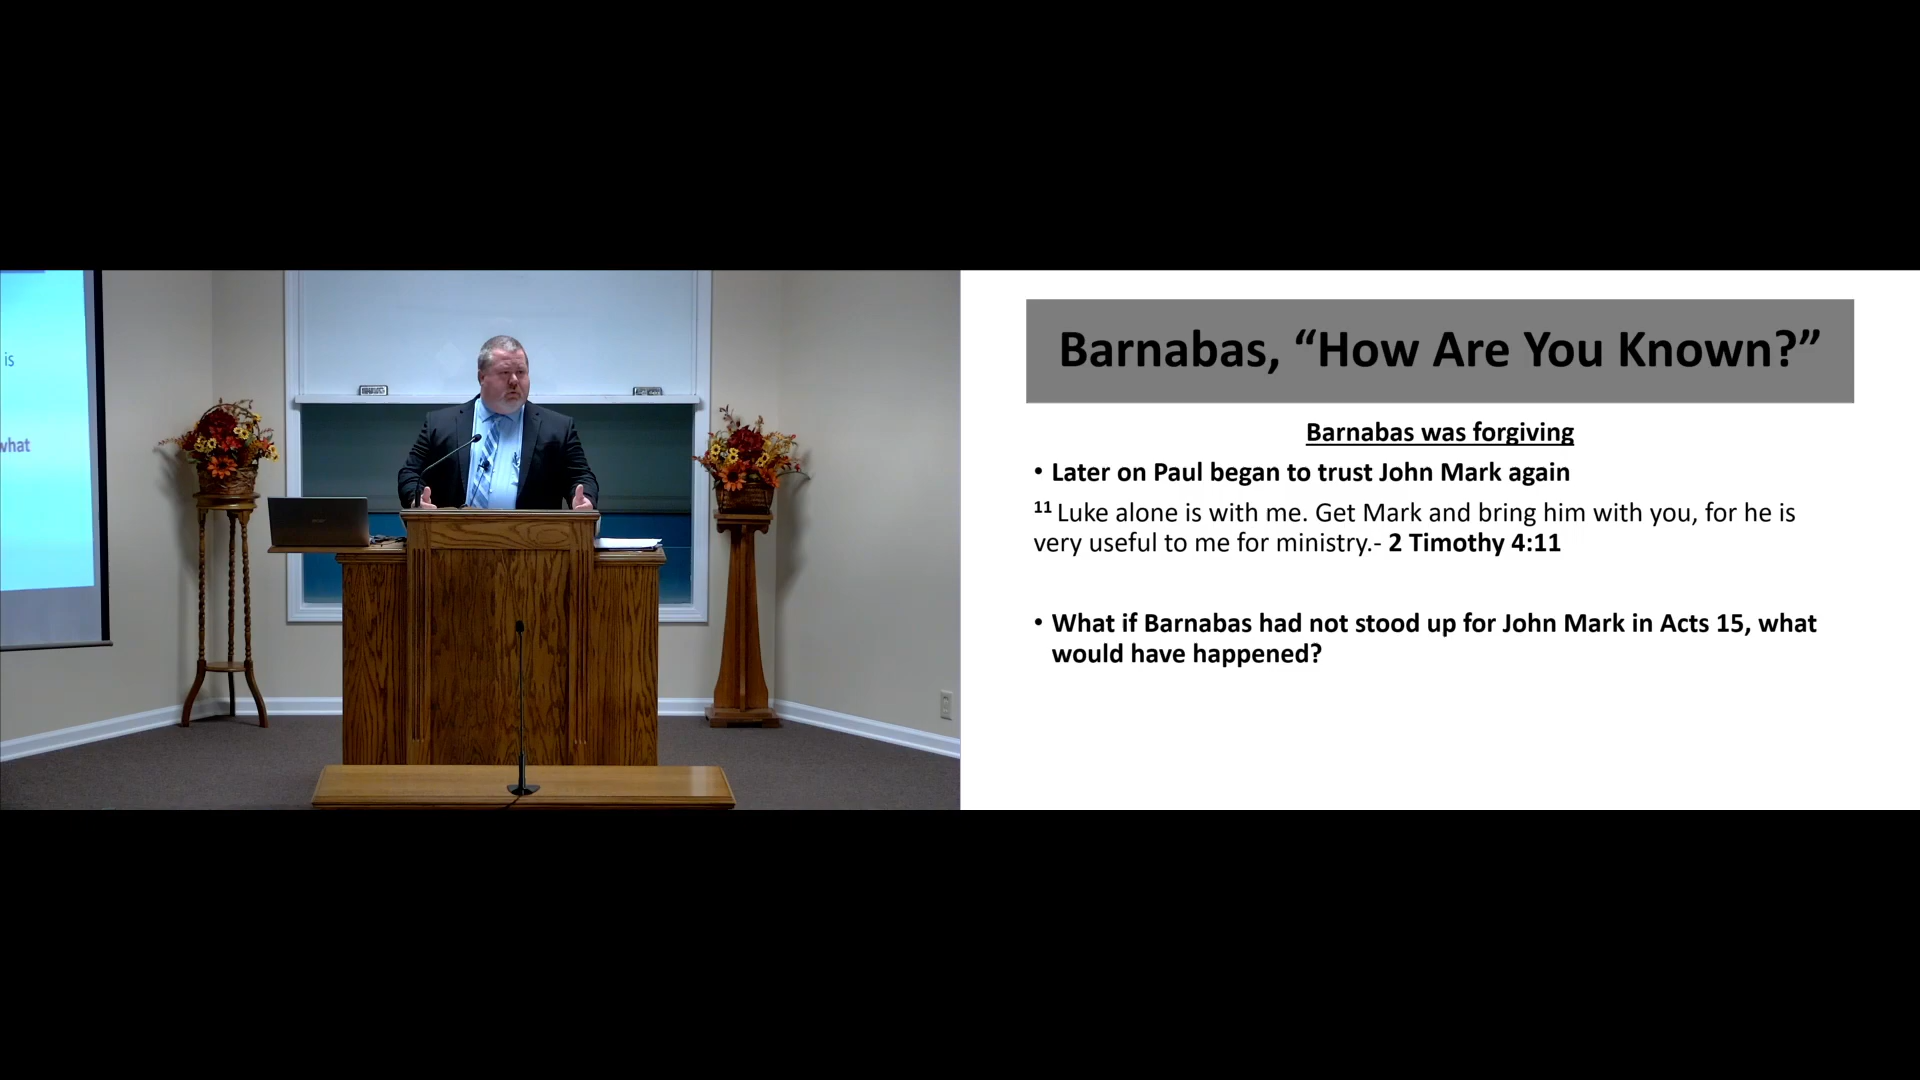 is
what
Barnabas, “How Are You Known?”
Barnabas was forgiving
• Later on Paul began to trust John Mark again
11 Luke alone is with me. Get Mark and bring him with you, for he is
very useful to me for ministry.- 2 Timothy 4:11
• What if Barnabas had not stood up for John Mark in Acts 15, what
would have happened?